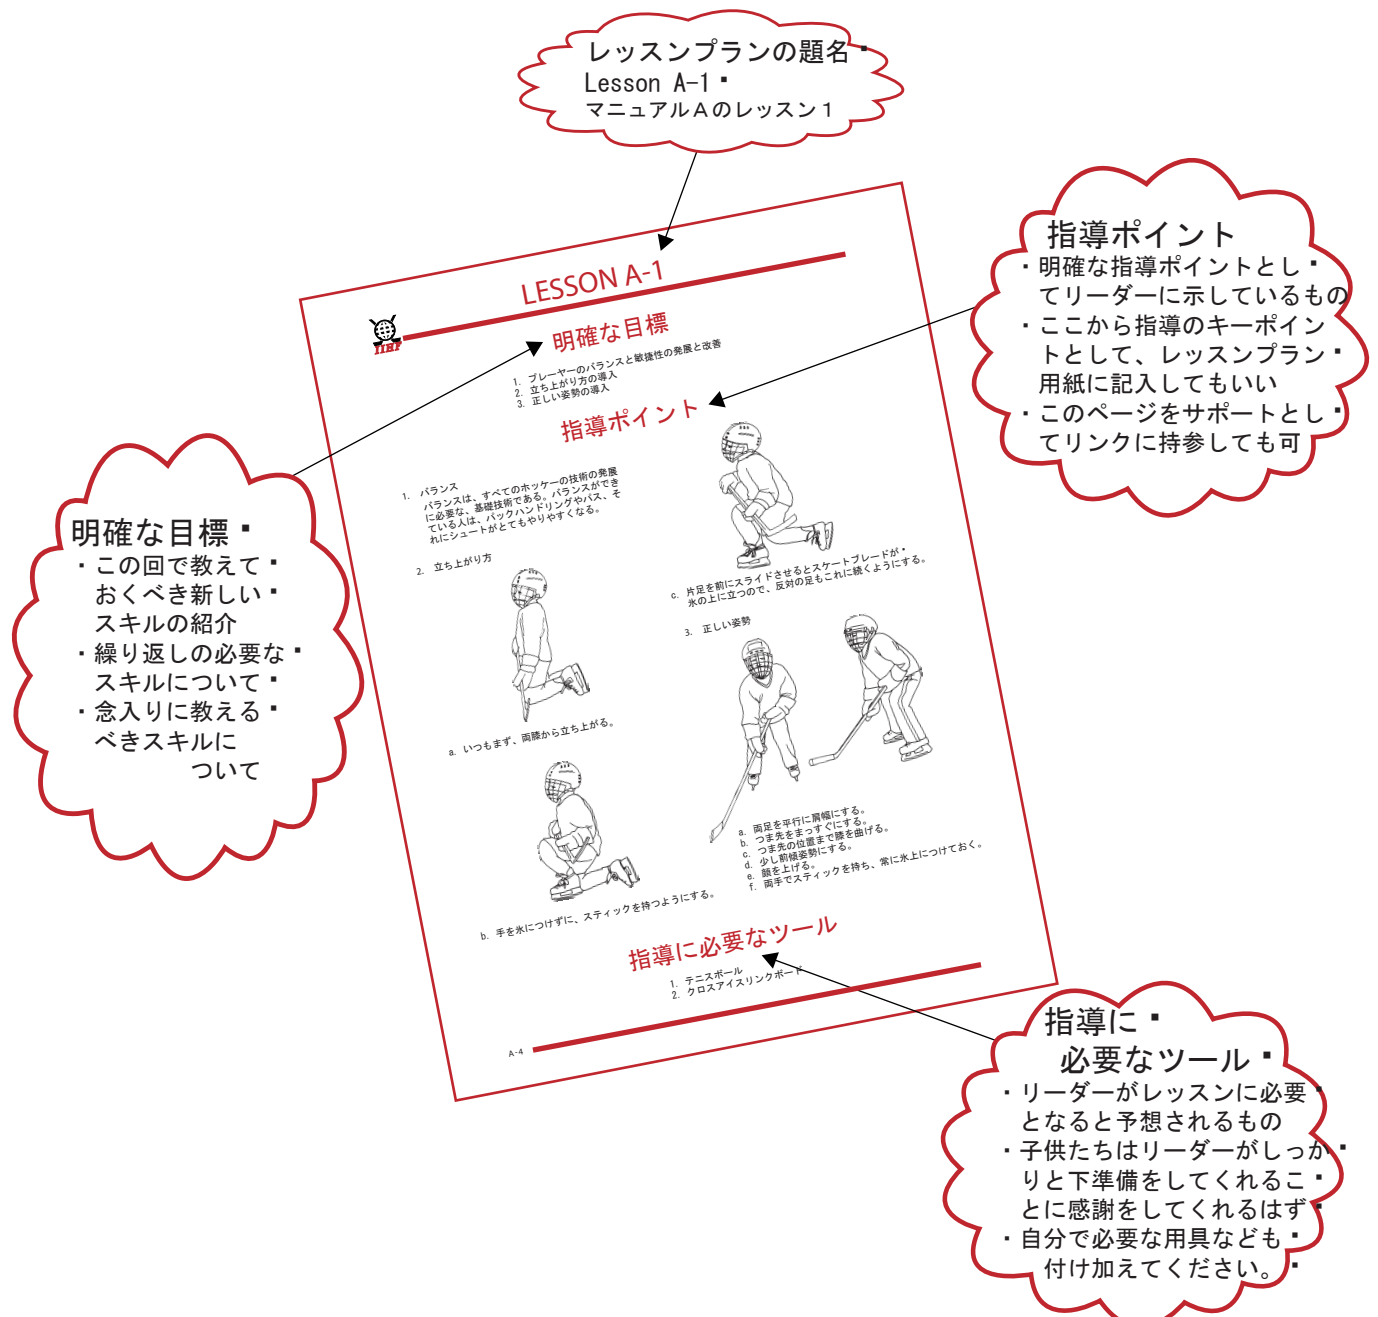 レッスンプランの題名
Lesson A-1
マニュアルAのレッスン1
指導ポイント
・明確な指導ポイントとし
てリーダーに示しているもの
・ここから指導のキーポイン
トとして、レッスンプラン
用紙に記入してもいい
・このページをサポートとし
てリンクに持参しても可
明確な目標
・この回で教えて
おくべき新しい
スキルの紹介
・繰り返しの必要な
スキルについて
・念入りに教える
べきスキルに
ついて
LESSON A-1
IIHF
明確な目標
1. プレーヤーのバランスと敏捷性の発展と改善
2. 立ち上がり方の導入
3. 正しい姿勢の導入
指導ポイント
1. バランス
バランスは、すべてのホッケーの技術の発展
に必要な、基礎技術である。バランスができ
ている人は、パックハンドリングやパス、そ
れにシュートがとてもやりやすくなる。
2. 立ち上がり方
a. いつもまず、両膝から立ち上がる。
b. 手を氷につけずに、スティックを持つようにする。
c. 片足を前にスライドさせるとスケートブレードが
氷の上に立つので、反対の足もこれに続くようにする。
3. 正しい姿勢
a. 両足を平行に肩幅にする。
b. つま先をまっすぐにする。
c. つま先の位置まで膝を曲げる。
d. 少し前傾姿勢にする。
e. 顔を上げる。
f. 両手でスティックを持ち、常に氷上につけておく。
指導に必要なツール
1. テニスボール
2. クロスアイスリンクボード
A-4
指導に
必要なツール
・リーダーがレッスンに必要
となると予想されるもの
・子供たちはリーダーがしっか
りと下準備をしてくれるこ
とに感謝をしてくれるはず
・自分で必要な用具なども
付け加えてください。